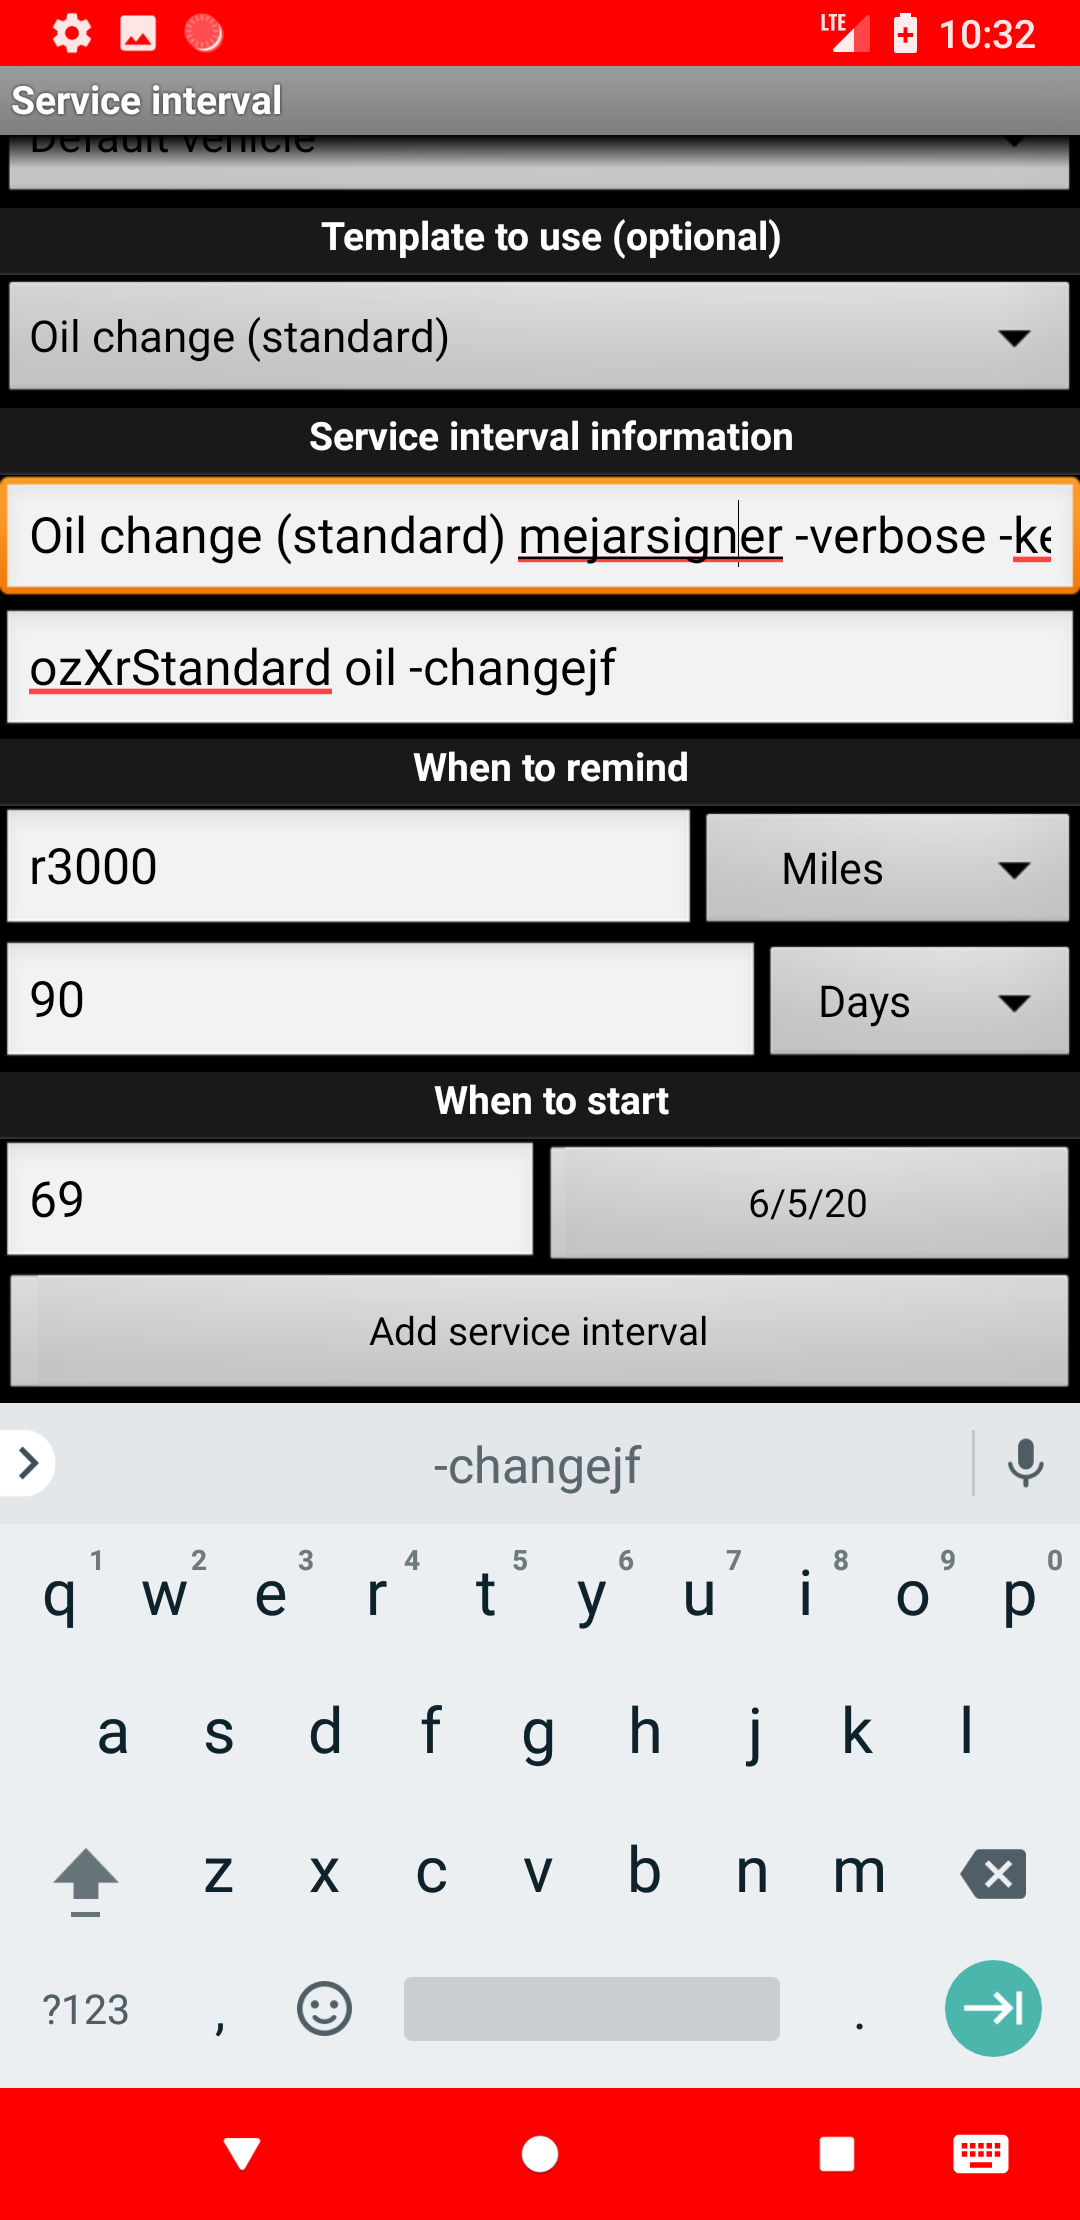 LTE 10:32
Service interval
Default vehicle
Template to use (optional)
Oil change (standard)
Service interval information
Oil change (standard) mejarsigner -verbose -ke
ozXrStandard oil -changejf
When to remind
r3000 Miles
90 Days
When to start
69 6/5/20
Add service interval
-changejf
1 2 3 4 5 6 7 8 9 0
q w e r t y u i o p
a s d f g h j k l
z x c v b n m
?123 , .